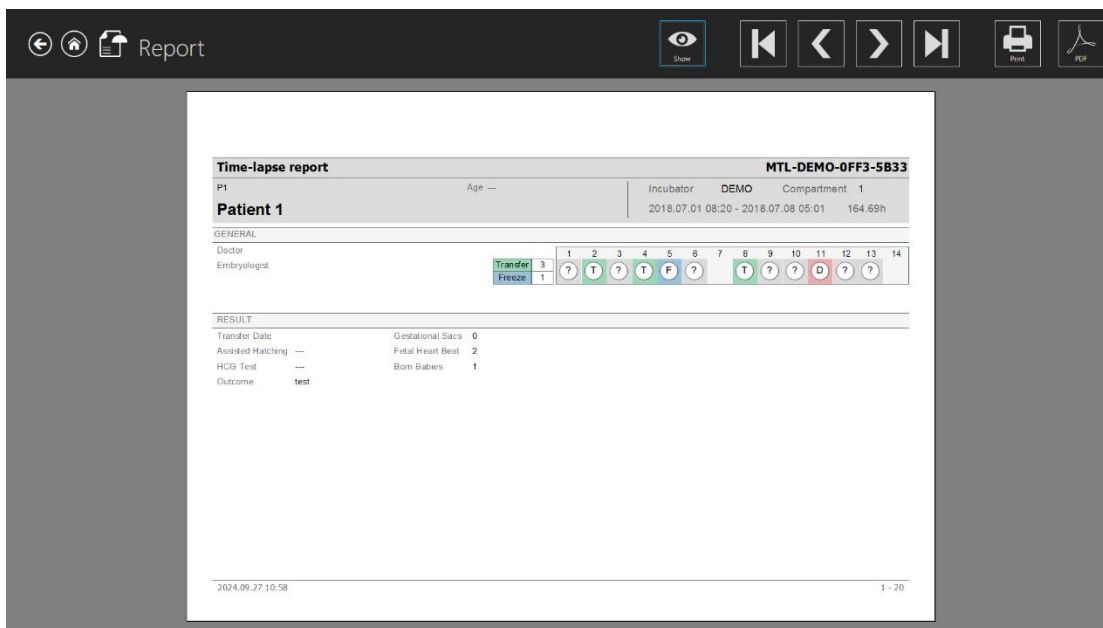 Report
Show
Print
PDF
Time-lapse report MTL-DEMO-0FF3-5B33
P1 Age — Incubator DEMO Compartment 1
Patient 1 2018.07.01 08:20 - 2018.07.08 05:01 164.69h
GENERAL
Doctor
Embryologist
1 2 3 4 5 6 7 8 9 10 11 12 13 14
Transfer 3
Freeze 1
? T ? T F ? T ? ? D ? ?
RESULT
Transfer Date Gestational Sacs 0
Assisted Hatching --- Fetal Heart Beat 2
HCG Test --- Born Babies 1
Outcome test
2024.09.27 10:58 1 - 20